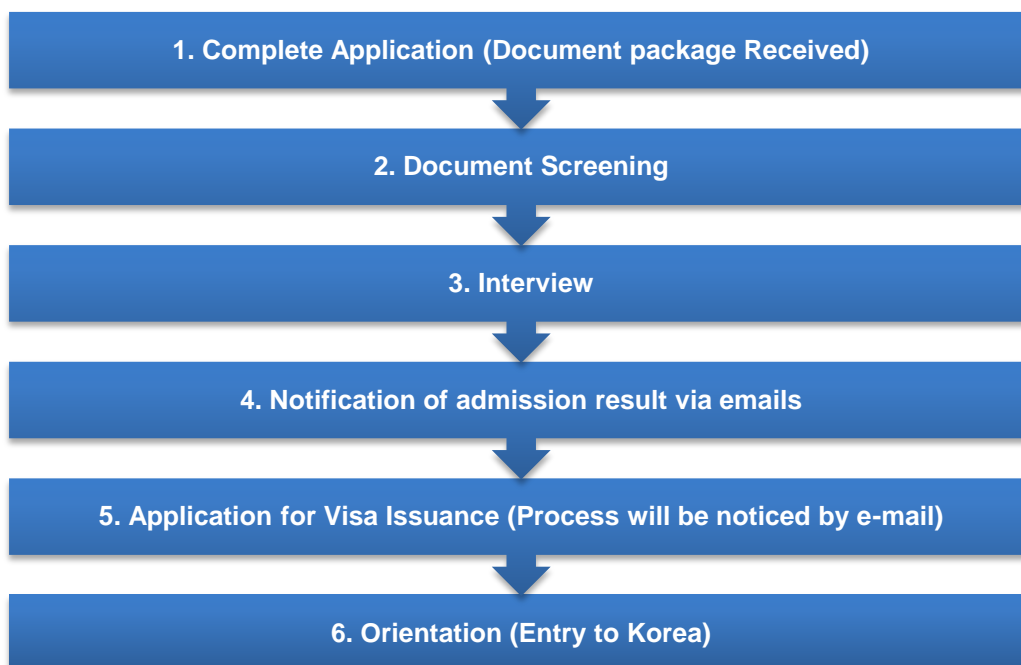 1. Complete Application (Document package Received)
2. Document Screening
3. Interview
4. Notification of admission result via emails
5. Application for Visa Issuance (Process will be noticed by e-mail)
6. Orientation (Entry to Korea)